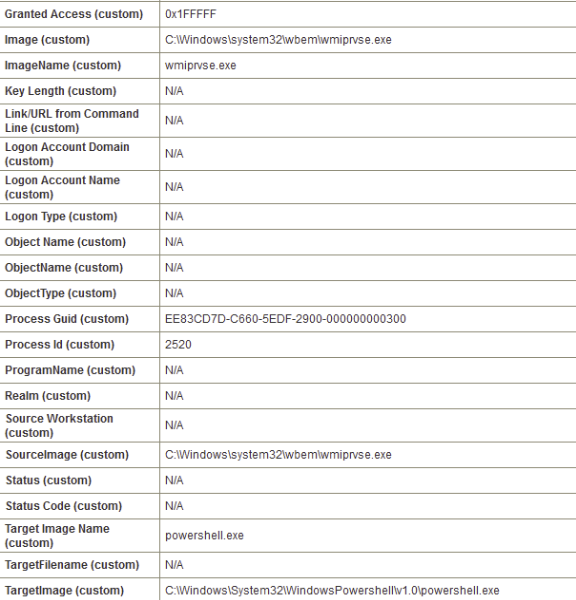 Granted Access (custom) 0x1FFFFF
Image (custom) C:\Windows\system32\wbem\wmiprvse.exe
ImageName (custom) wmiprvse.exe
Key Length (custom) N/A
Link/URL from Command
Line (custom) N/A
Logon Account Domain
(custom) N/A
Logon Account Name
(custom) N/A
Logon Type (custom) N/A
Object Name (custom) N/A
ObjectName (custom) N/A
ObjectType (custom) N/A
Process Guid (custom) EE83CD7D-C660-5EDF-2900-000000000300
Process Id (custom) 2520
ProgramName (custom) N/A
Realm (custom) N/A
Source Workstation
(custom) N/A
SourceImage (custom) C:\Windows\system32\wbem\wmiprvse.exe
Status (custom) N/A
Status Code (custom) N/A
Target Image Name
(custom) powershell.exe
TargetFilename (custom) N/A
TargetImage (custom) C:\Windows\System32\WindowsPowershell\v1.0\powershell.exe